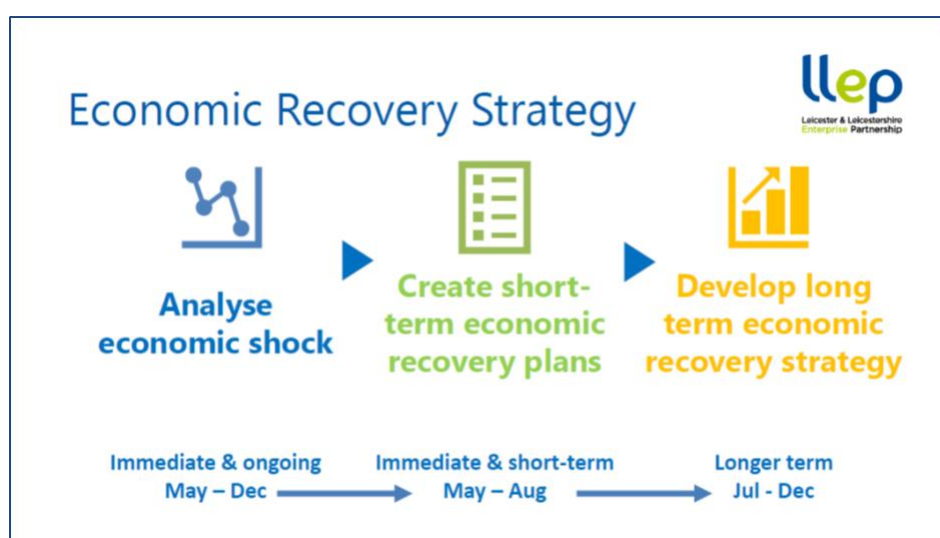 llep
Leicester & Leicestershire
Enterprise Partnership
Economic Recovery Strategy
Analyse
economic shock
Create short-
term economic
recovery plans
Develop long
term economic
recovery strategy
Immediate & ongoing
May – Dec
Immediate & short-term
May – Aug
Longer term
Jul - Dec